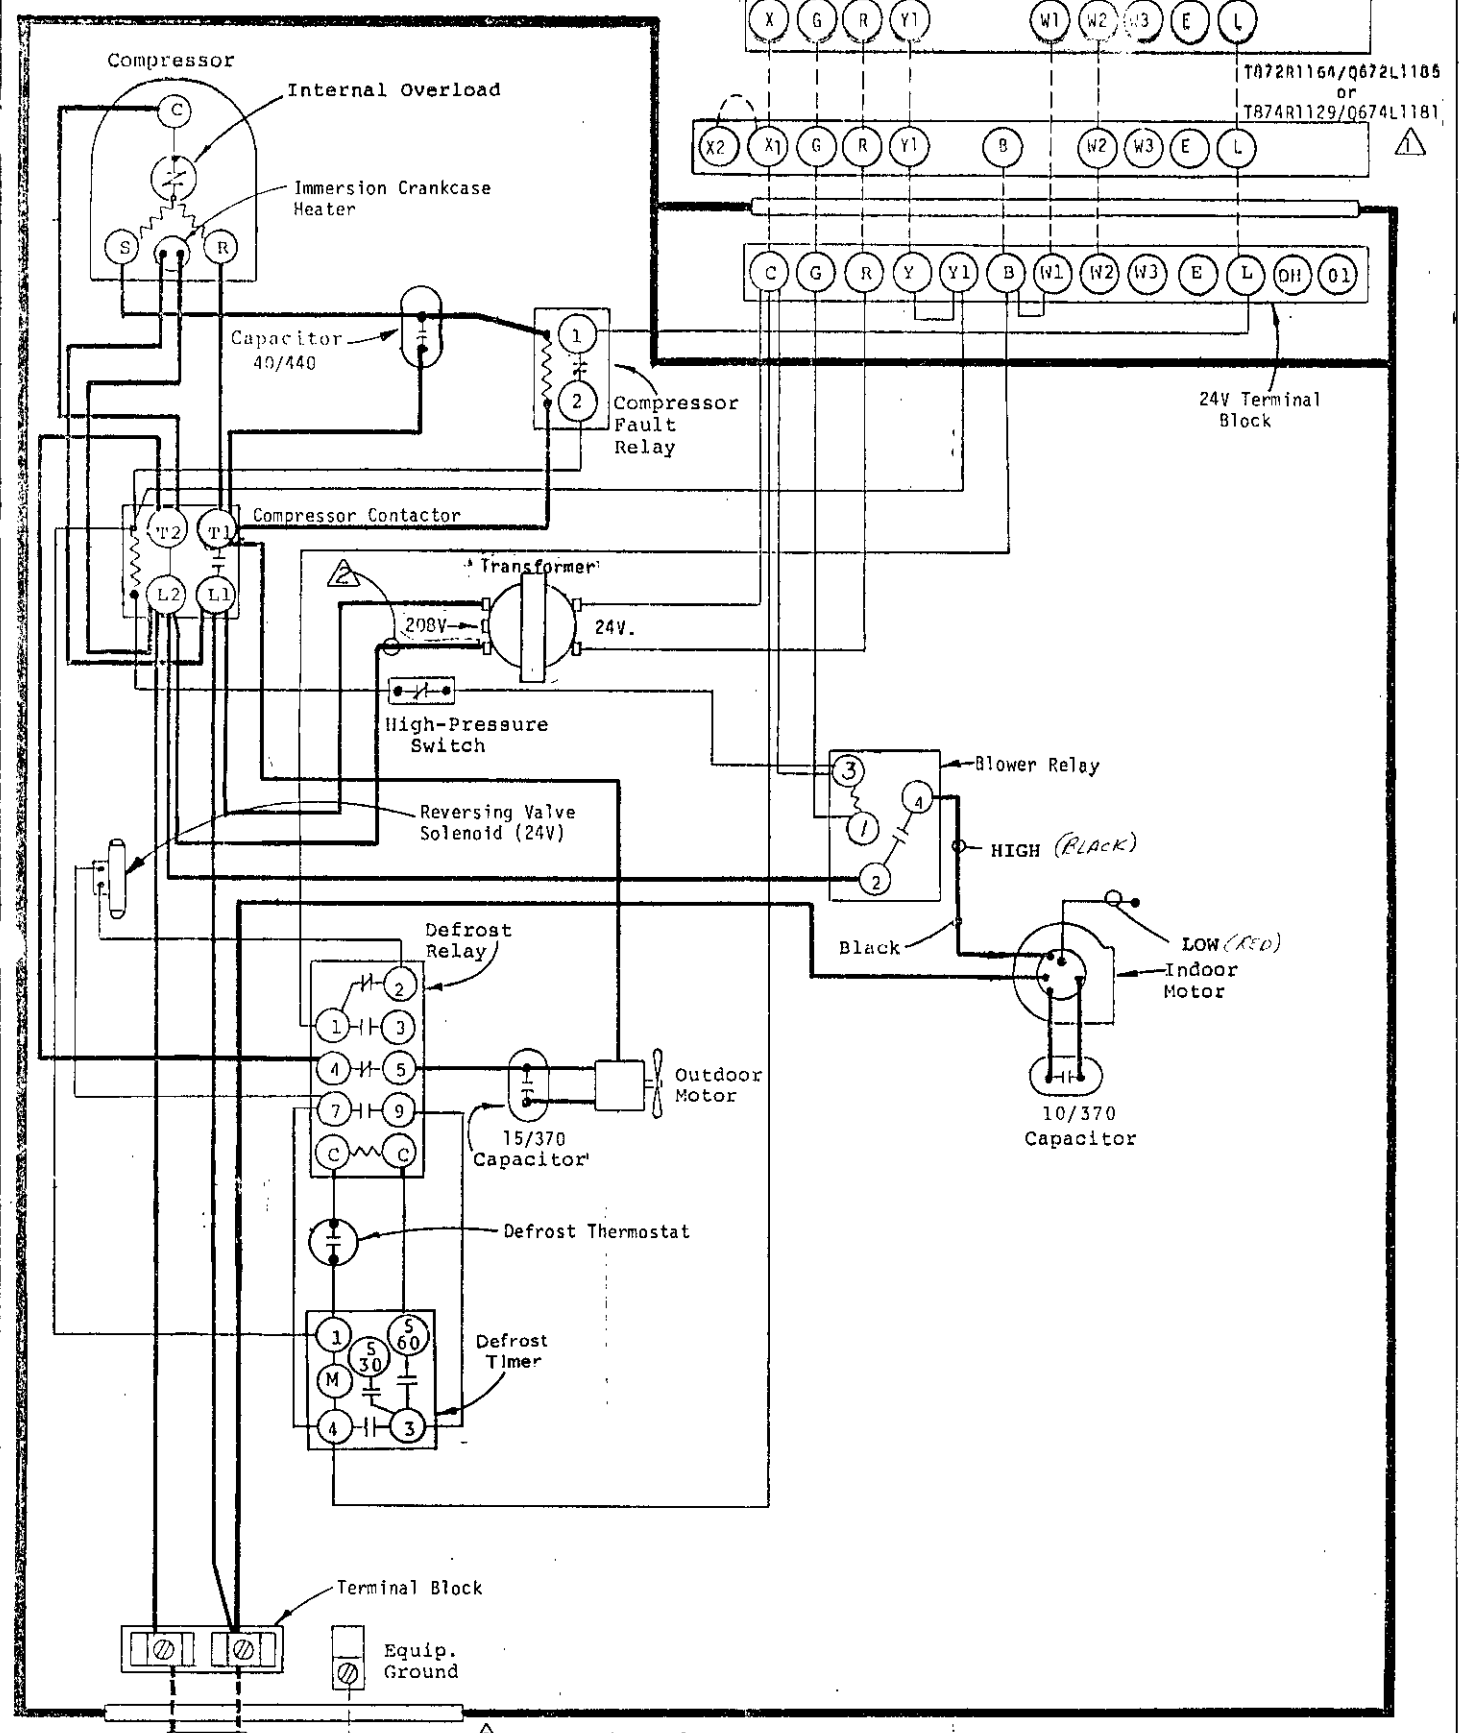 X G R Y1 W1 W2 W3 E L
T872R1164/Q672L1185
or
T874R1129/Q674L1181
X2 X1 G R Y1 B W2 W3 E L
1
C G R Y Y1 B W1 W2 W3 E L OH O1
24V Terminal
Block
Compressor
C
Internal Overload
Immersion Crankcase
Heater
S R
Capacitor
40/440
1
2
Compressor
Fault
Relay
T2 T1
Compressor Contactor
L2 L1
2
Transformer
208V
24V.
High-Pressure
Switch
3
4
1
2
Blower Relay
HIGH (BLACK)
Reversing Valve
Solenoid (24V)
Black
LOW (RED)
Indoor
Motor
10/370
Capacitor
Defrost
Relay
2
1 3
4 5
7 9
C C
15/370
Capacitor
Outdoor
Motor
Defrost Thermostat
1
S
30
S
60
M
4 3
Defrost
Timer
Terminal Block
Equip.
Ground